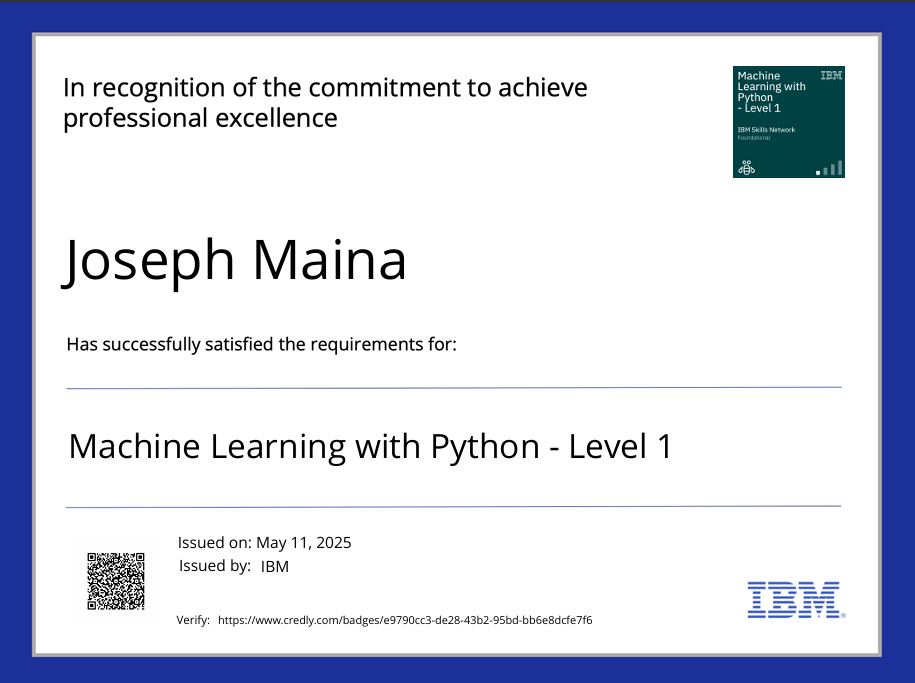 In recognition of the commitment to achieve
professional excellence
Machine
Learning with
Python
- Level 1
IBM
IBM Skills Network
Foundational
Joseph Maina
Has successfully satisfied the requirements for:
Machine Learning with Python - Level 1
Issued on: May 11, 2025
Issued by: IBM
Verify: https://www.credly.com/badges/e9790cc3-de28-43b2-95bd-bb6e8dcfe7f6
IBM®